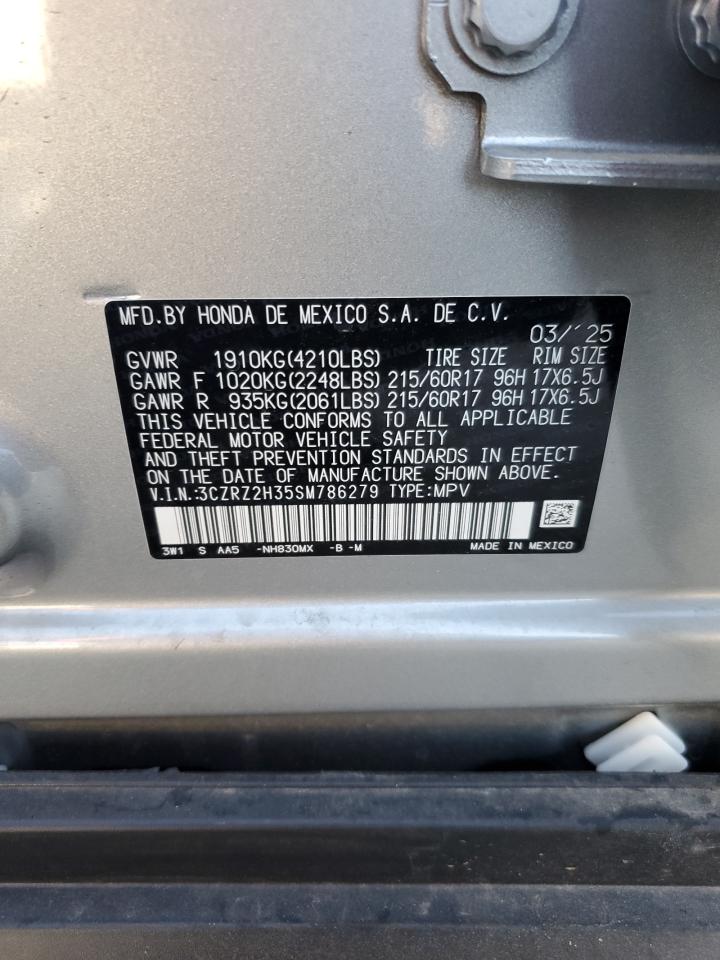 MFD.BY HONDA DE MEXICO S.A. DE C.V.
03/´25
GVWR 1910KG(4210LBS) TIRE SIZE RIM SIZE
GAWR F 1020KG(2248LBS) 215/60R17 96H 17X6.5J
GAWR R 935KG(2061LBS) 215/60R17 96H 17X6.5J
THIS VEHICLE CONFORMS TO ALL APPLICABLE
FEDERAL MOTOR VEHICLE SAFETY
AND THEFT PREVENTION STANDARDS IN EFFECT
ON THE DATE OF MANUFACTURE SHOWN ABOVE.
V.I.N.:3CZRZ2H35SM786279 TYPE:MPV
3W1 S AA5 -NH830MX -B -M MADE IN MEXICO